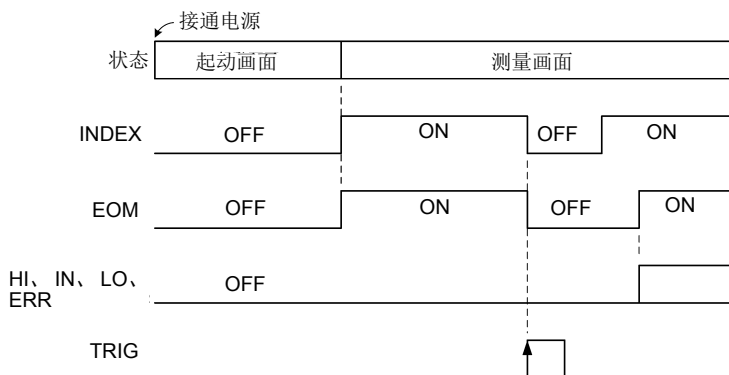 接通电源
状态 起动画面 测量画面
INDEX OFF ON OFF ON
EOM OFF ON OFF ON
HI、 IN、 LO、
ERR OFF
TRIG